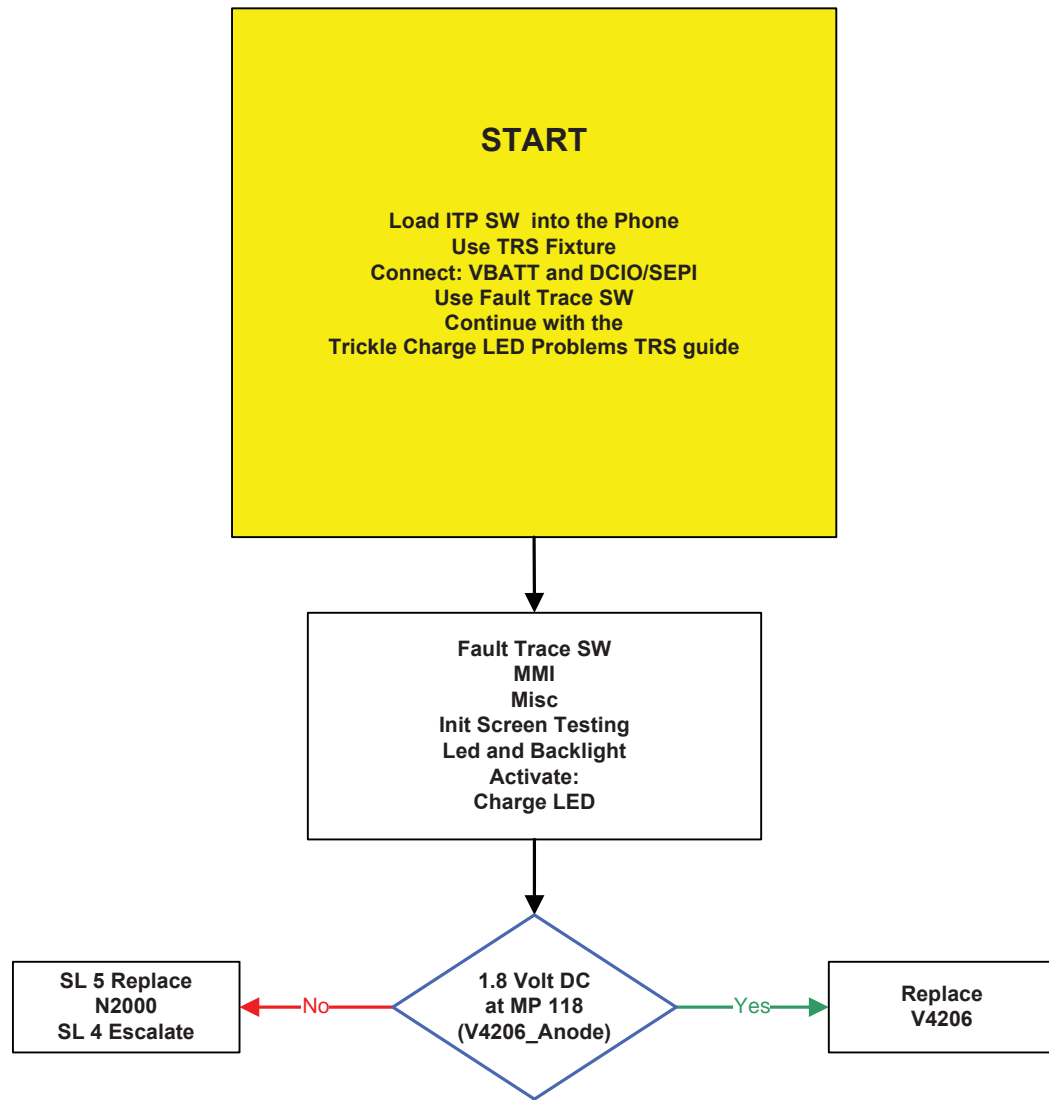 START
Load ITP SW into the Phone
Use TRS Fixture
Connect: VBATT and DCIO/SEPI
Use Fault Trace SW
Continue with the
Trickle Charge LED Problems TRS guide
Fault Trace SW
MMI
Misc
Init Screen Testing
Led and Backlight
Activate:
Charge LED
SL 5 Replace
N2000
SL 4 Escalate
No
1.8 Volt DC
at MP 118
(V4206_Anode)
Yes
Replace
V4206